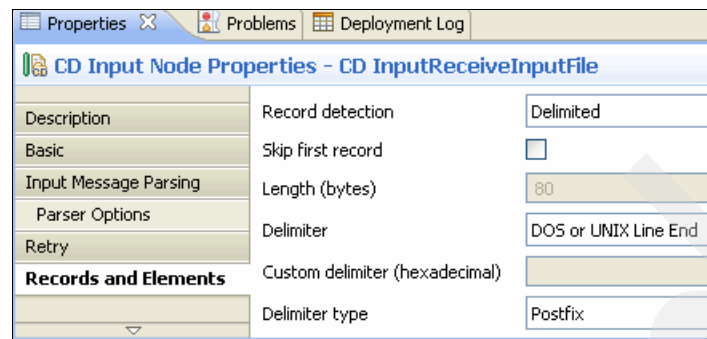 Properties Problems Deployment Log
CD Input Node Properties - CD InputReceiveInputFile
Description
Basic
Input Message Parsing
Parser Options
Retry
Records and Elements
Record detection Delimited
Skip first record
Length (bytes) 80
Delimiter DOS or UNIX Line End
Custom delimiter (hexadecimal)
Delimiter type Postfix